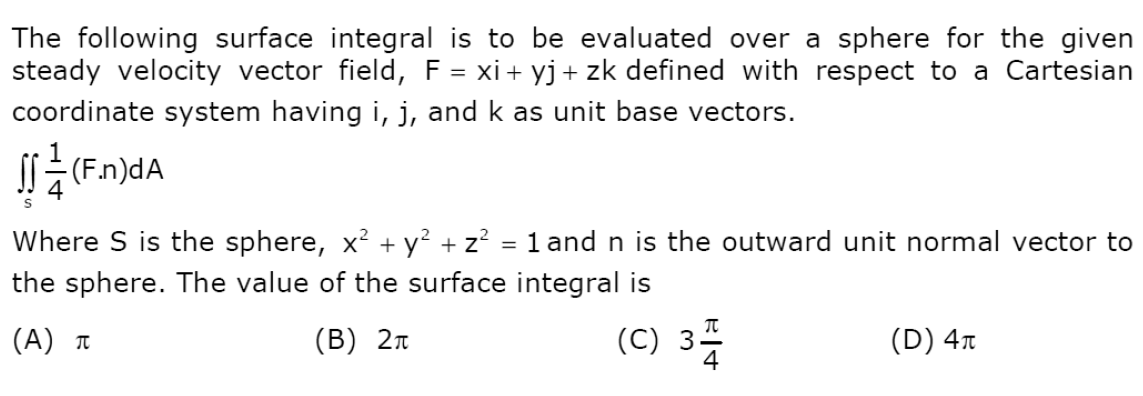 The following surface integral is to be evaluated over a sphere for the given
steady velocity vector field, F = xi + yj + zk defined with respect to a Cartesian
coordinate system having i, j, and k as unit base vectors.
∬ₛ 1/4 (F.n)dA
Where S is the sphere, x² + y² + z² = 1 and n is the outward unit normal vector to
the sphere. The value of the surface integral is
(A) π (B) 2π (C) 3 π/4 (D) 4π